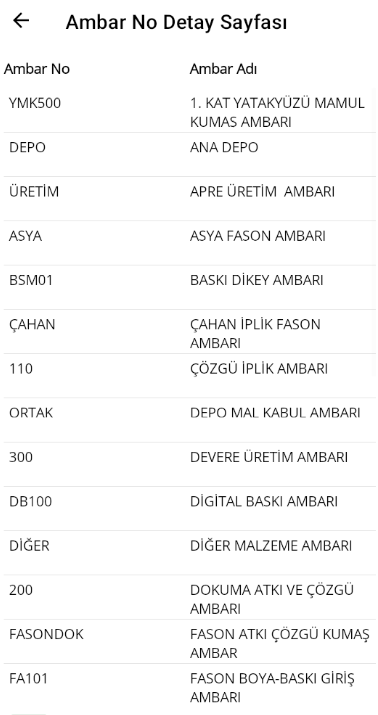 Ambar No Detay Sayfası
Ambar No Ambar Adı
YMK500 1. KAT YATAKYÜZÜ MAMUL
KUMAS AMBARI
DEPO ANA DEPO
ÜRETİM APRE ÜRETİM  AMBARI
ASYA ASYA FASON AMBARI
BSM01 BASKI DİKEY AMBARI
ÇAHAN ÇAHAN İPLİK FASON
AMBARI
110 ÇÖZGÜ İPLİK AMBARI
ORTAK DEPO MAL KABUL AMBARI
300 DEVERE ÜRETİM AMBARI
DB100 DİGİTAL BASKI AMBARI
DİĞER DİĞER MALZEME AMBARI
200 DOKUMA ATKI VE ÇÖZGÜ
AMBARI
FASONDOK FASON ATKI ÇÖZGÜ KUMAŞ
AMBAR
FA101 FASON BOYA-BASKI GİRİŞ
AMBARI